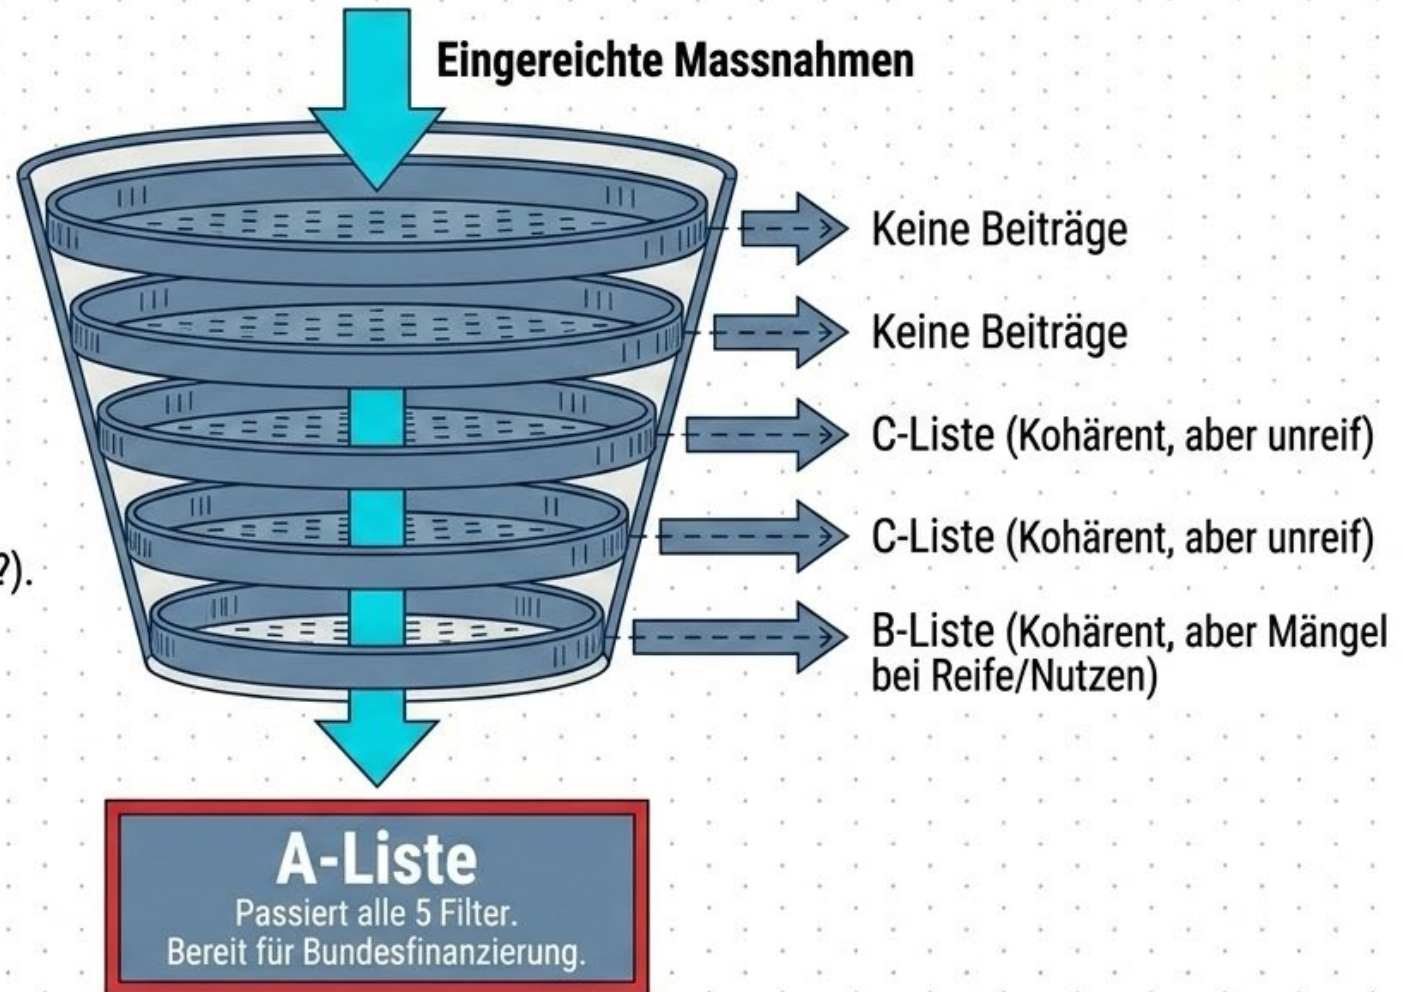 Eingereichte Massnahmen
Keine Beiträge
Keine Beiträge
C-Liste (Kohärent, aber unreif)
C-Liste (Kohärent, aber unreif)
?).
B-Liste (Kohärent, aber Mängel
bei Reife/Nutzen)
A-Liste
Passiert alle 5 Filter.
Bereit für Bundesfinanzierung.